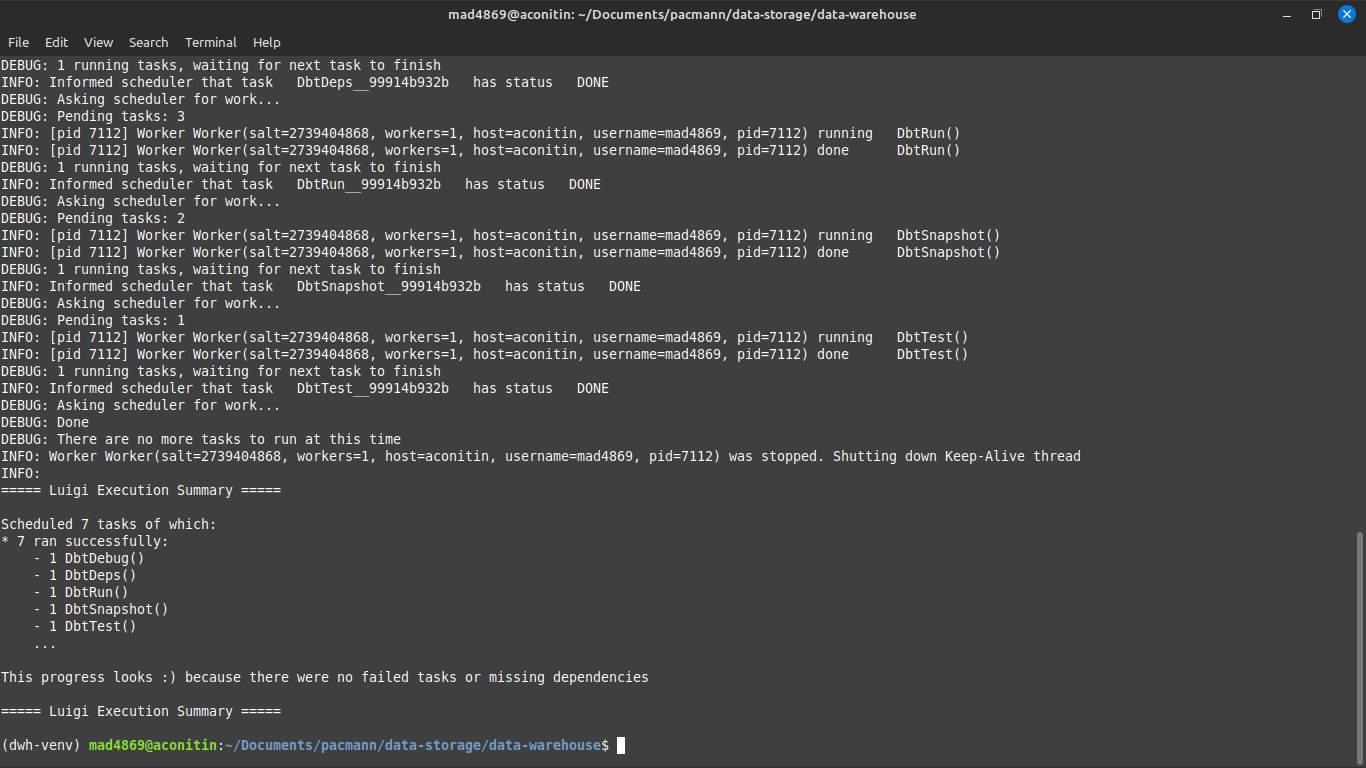 mad4869@aconitin: ~/Documents/pacmann/data-storage/data-warehouse
File Edit View Search Terminal Help
DEBUG: 1 running tasks, waiting for next task to finish
INFO: Informed scheduler that task   DbtDeps__99914b932b   has status   DONE
DEBUG: Asking scheduler for work...
DEBUG: Pending tasks: 3
INFO: [pid 7112] Worker Worker(salt=2739404868, workers=1, host=aconitin, username=mad4869, pid=7112) running   DbtRun()
INFO: [pid 7112] Worker Worker(salt=2739404868, workers=1, host=aconitin, username=mad4869, pid=7112) done      DbtRun()
DEBUG: 1 running tasks, waiting for next task to finish
INFO: Informed scheduler that task   DbtRun__99914b932b   has status   DONE
DEBUG: Asking scheduler for work...
DEBUG: Pending tasks: 2
INFO: [pid 7112] Worker Worker(salt=2739404868, workers=1, host=aconitin, username=mad4869, pid=7112) running   DbtSnapshot()
INFO: [pid 7112] Worker Worker(salt=2739404868, workers=1, host=aconitin, username=mad4869, pid=7112) done      DbtSnapshot()
DEBUG: 1 running tasks, waiting for next task to finish
INFO: Informed scheduler that task   DbtSnapshot__99914b932b   has status   DONE
DEBUG: Asking scheduler for work...
DEBUG: Pending tasks: 1
INFO: [pid 7112] Worker Worker(salt=2739404868, workers=1, host=aconitin, username=mad4869, pid=7112) running   DbtTest()
INFO: [pid 7112] Worker Worker(salt=2739404868, workers=1, host=aconitin, username=mad4869, pid=7112) done      DbtTest()
DEBUG: 1 running tasks, waiting for next task to finish
INFO: Informed scheduler that task   DbtTest__99914b932b   has status   DONE
DEBUG: Asking scheduler for work...
DEBUG: Done
DEBUG: There are no more tasks to run at this time
INFO: Worker Worker(salt=2739404868, workers=1, host=aconitin, username=mad4869, pid=7112) was stopped. Shutting down Keep-Alive thread
INFO:
===== Luigi Execution Summary =====

Scheduled 7 tasks of which:
* 7 ran successfully:
    - 1 DbtDebug()
    - 1 DbtDeps()
    - 1 DbtRun()
    - 1 DbtSnapshot()
    - 1 DbtTest()
    ...

This progress looks :) because there were no failed tasks or missing dependencies

===== Luigi Execution Summary =====

(dwh-venv) mad4869@aconitin:~/Documents/pacmann/data-storage/data-warehouse$